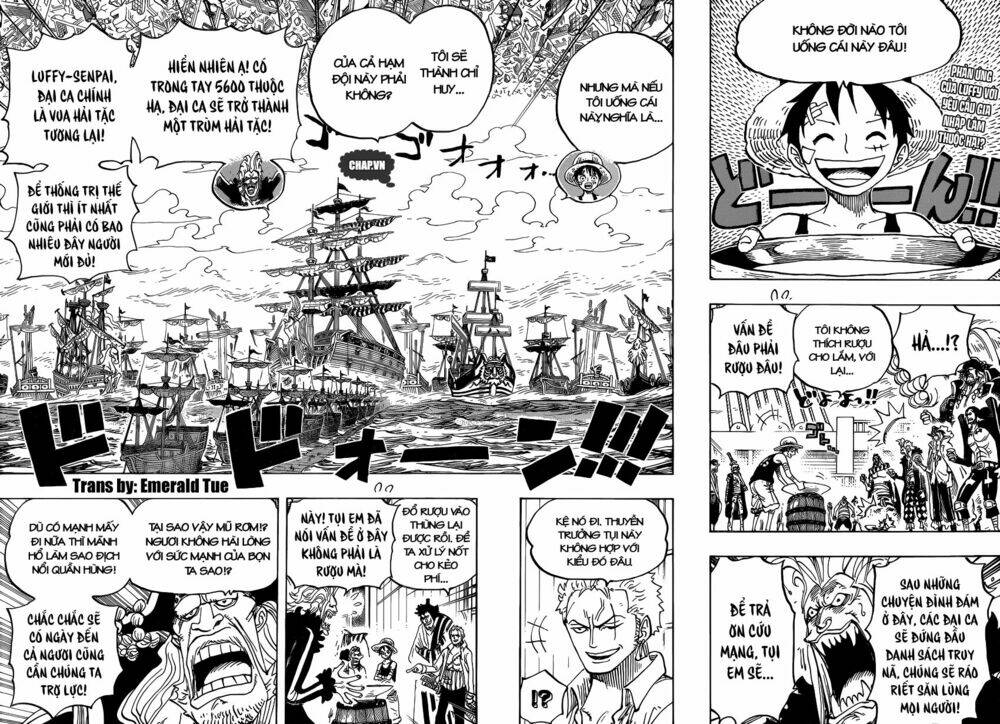 KHÔNG ĐỜI NÀO TÔI
UỐNG CÁI NÀY ĐÂU!
PHẢN ỨNG
CỦA LUFFY VỚI
YÊU CẦU GIA
NHẬP LÀM
THUỘC HẠ!?
ど———ん!!
HẢ...!?
TÔI KHÔNG
THÍCH RƯỢU
CHO LẮM, VỚI
LẠI...
VẤN ĐỀ
ĐÂU PHẢI
RƯỢU ĐÂU!
SAU NHỮNG
CHUYỆN ĐÌNH ĐÁM
Ở ĐÂY, CÁC ĐẠI CA
SẼ ĐỨNG ĐẦU
DANH SÁCH TRUY
NÃ, CHÚNG SẼ RÁO
RIẾT SĂN LÙNG
MỌI NGƯỜI!
ĐỂ TRẢ
ƠN CỨU
MẠNG, TỤI
EM SẼ...
NHƯNG MÀ NẾU
TÔI UỐNG CÁI
NÀY NGHĨA LÀ...
TÔI SẼ
THÀNH CHỈ
HUY...
CỦA CẢ HẠM
ĐỘI NÀY PHẢI
KHÔNG?
HIỂN NHIÊN Ạ! CÓ
TRONG TAY 5600 THUỘC
HẠ, ĐẠI CA SẼ TRỞ THÀNH
MỘT TRÙM HẢI TẶC!
LUFFY-SENPAI,
ĐẠI CA CHÍNH
LÀ VUA HẢI TẶC
TƯƠNG LAI!
ĐỂ THỐNG TRỊ THẾ
GIỚI THÌ ÍT NHẤT
CŨNG PHẢI CÓ BAO
NHIÊU ĐÂY NGƯỜI
MỚI ĐỦ!
CHAP.VN
ゴオオォ...
ドドォーン!!!
Trans by: Emerald Tue
KỆ NÓ ĐI. THUYỀN
TRƯỞNG TỤI NÀY
KHÔNG HỢP VỚI
KIỂU ĐÓ ĐÂU.
!?
ĐỔ RƯỢU VÀO
THÙNG LẠI
ĐƯỢC RỒI. ĐỂ
TA XỬ LÝ NỐT
CHO KẺO
PHÍ...
NÀY! TỤI EM ĐÃ
NÓI VẤN ĐỀ Ở ĐÂY
KHÔNG PHẢI LÀ
RƯỢU MÀ!
TẠI SAO VẬY MŨ RƠM!?
NGƯƠI KHÔNG HÀI LÒNG
VỚI SỨC MẠNH CỦA BỌN
TA SAO!?
DÙ CÓ MẠNH MẤY
ĐI NỮA THÌ MÃNH
HỔ LÀM SAO ĐỊCH
NỔI QUẦN HÙNG!
CHẮC CHẮC SẼ
CÓ NGÀY ĐẾN
CẢ NGƯƠI CŨNG
CẦN CHÚNG TA
TRỢ LỰC!